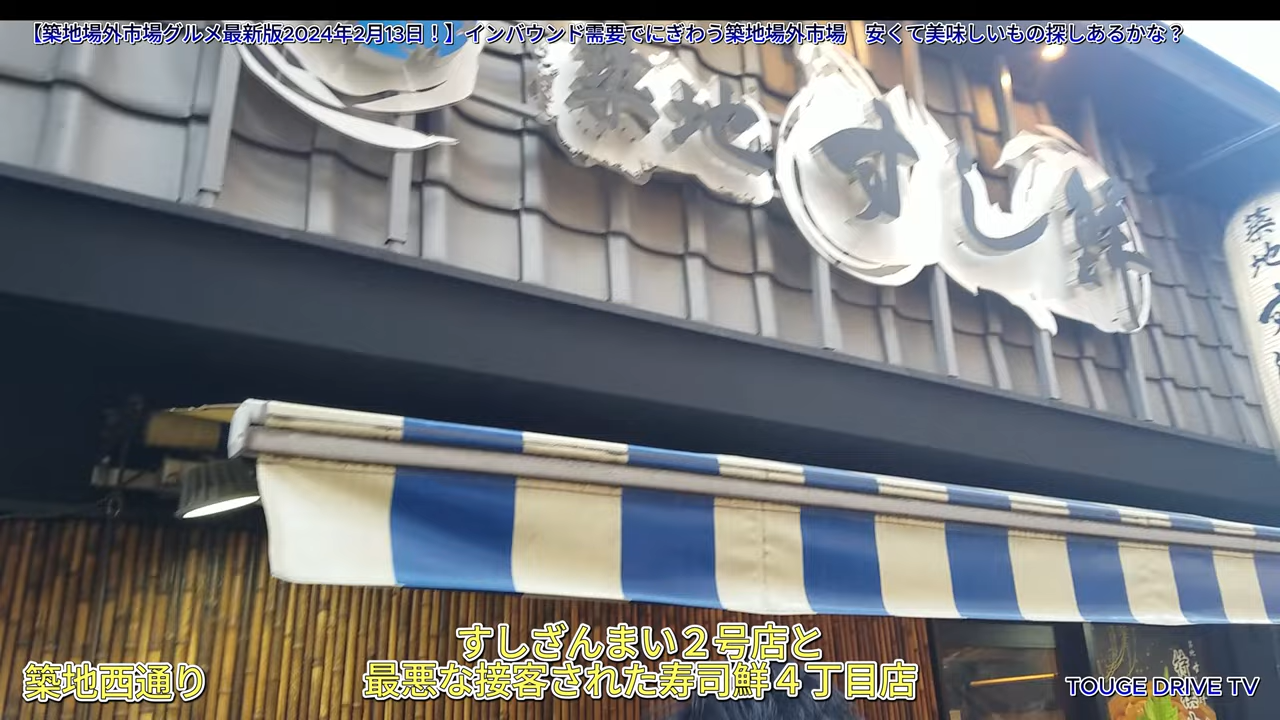 【築地場外市場グルメ最新版2024年2月13日！】インバウンド需要でにぎわう築地場外市場　安くて美味しいもの探しあるかな？
築地すし鮮
築地
すしざんまい２号店と
最悪な接客された寿司鮮４丁目店
築地西通り
TOUGE DRIVE TV